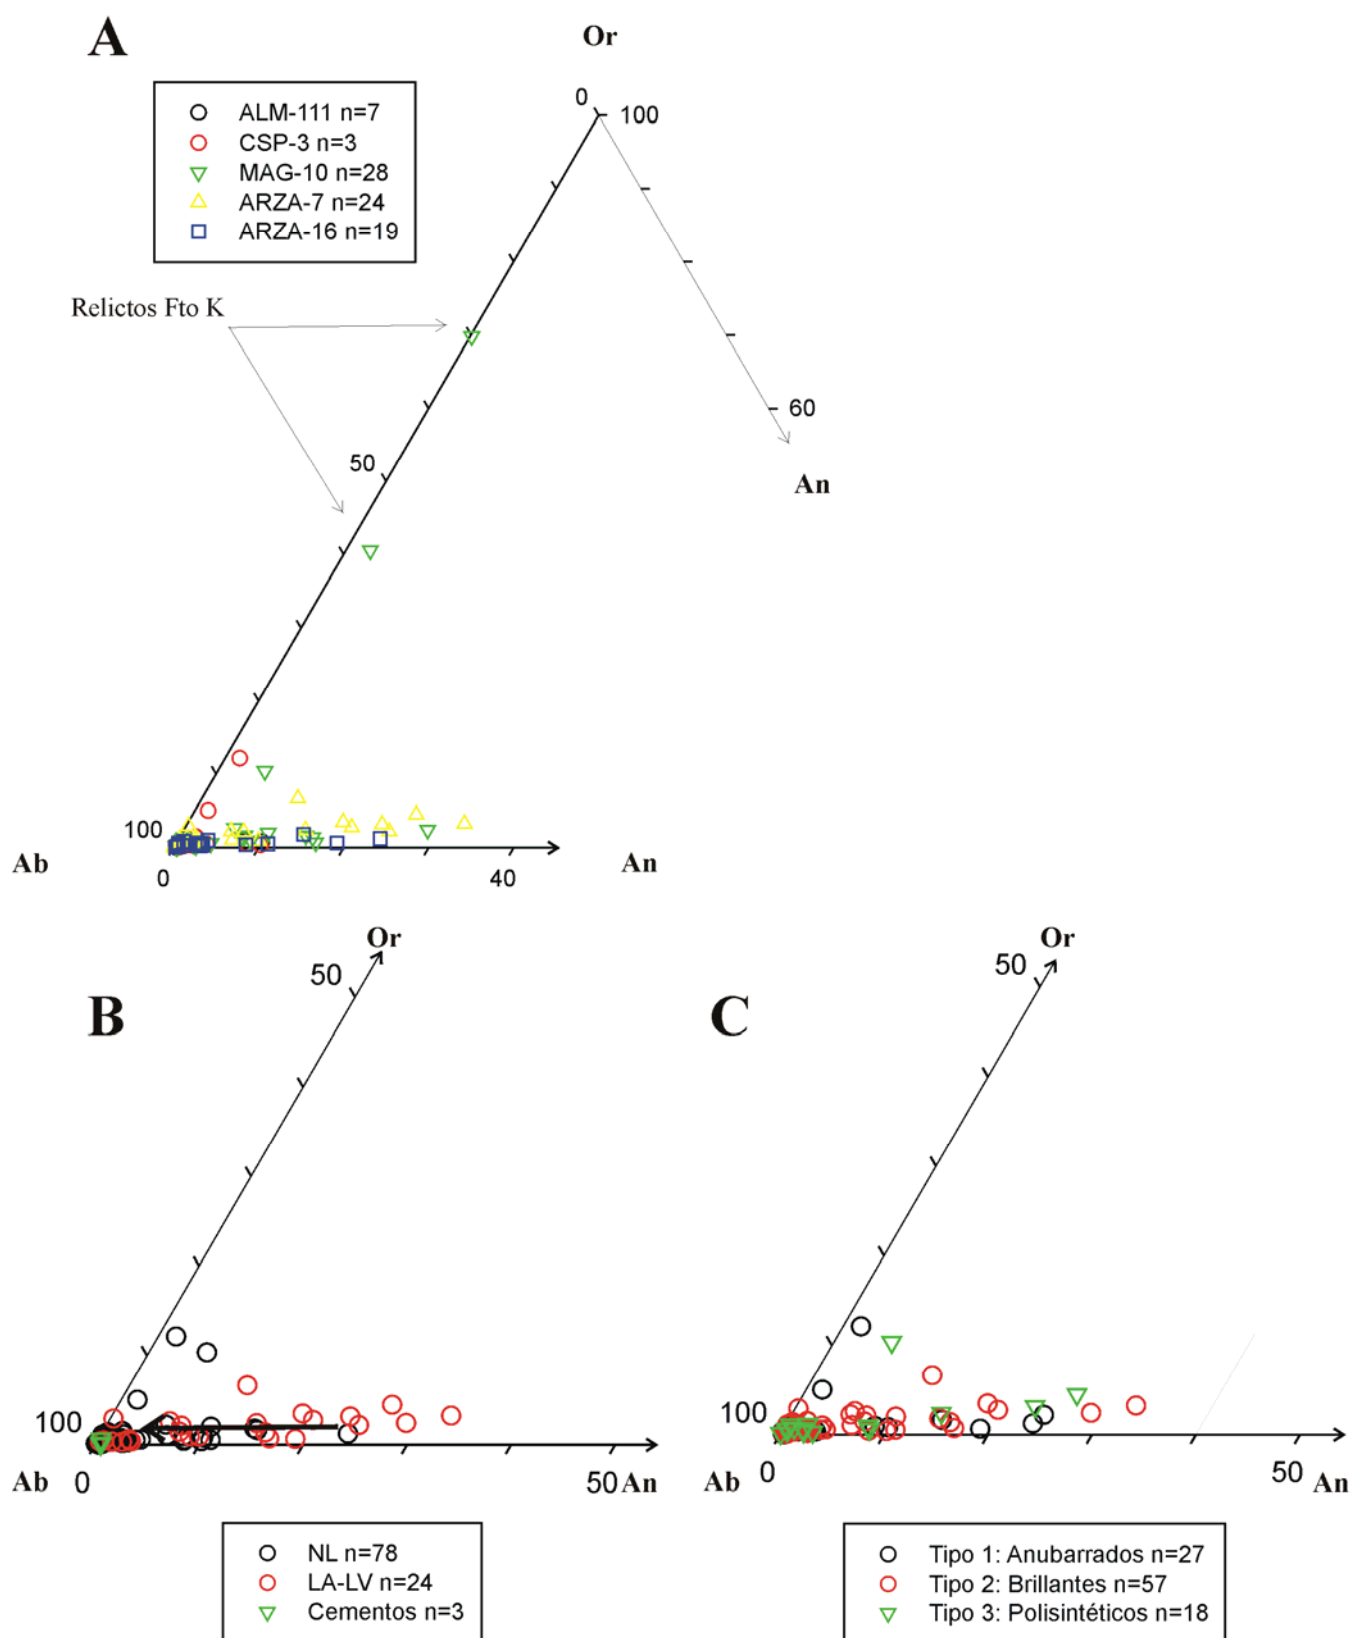 A
Or
0
100
ALM-111 n=7
CSP-3 n=3
MAG-10 n=28
ARZA-7 n=24
ARZA-16 n=19
Relictos Fto K
60
50
An
100
Ab
An
0
40
Or
50
B
100
Ab
0
50
An
NL n=78
LA-LV n=24
Cementos n=3
Or
50
C
100
Ab
0
50
An
Tipo 1: Anubarrados n=27
Tipo 2: Brillantes n=57
Tipo 3: Polisintéticos n=18